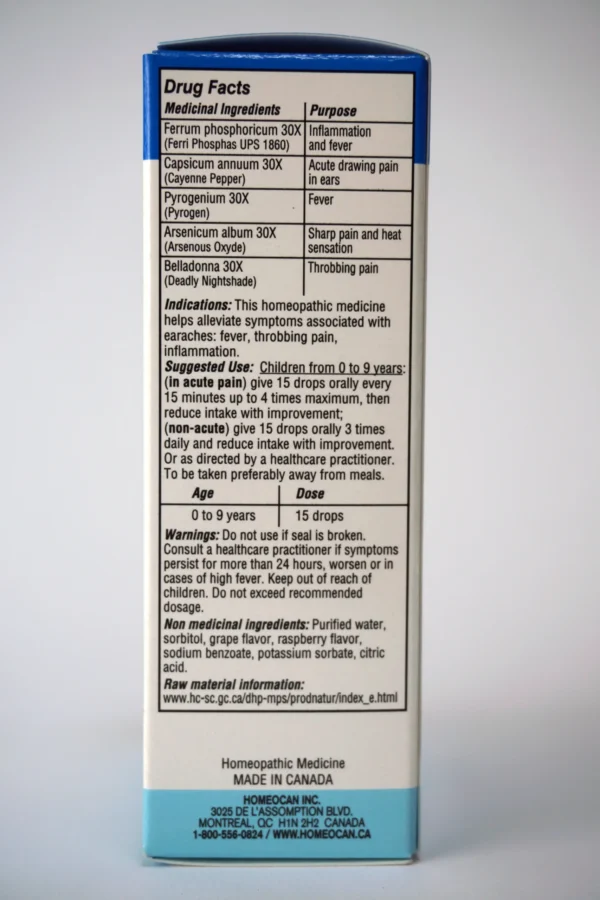 Drug Facts
Medicinal Ingredients Purpose
Ferrum phosphoricum 30X Inflammation
(Ferri Phosphas UPS 1860) and fever
Capsicum annuum 30X Acute drawing pain
(Cayenne Pepper) in ears
Pyrogenium 30X Fever
(Pyrogen)
Arsenicum album 30X Sharp pain and heat
(Arsenous Oxyde) sensation
Belladonna 30X Throbbing pain
(Deadly Nightshade)
Indications: This homeopathic medicine
helps alleviate symptoms associated with
earaches: fever, throbbing pain,
inflammation.
Suggested Use: Children from 0 to 9 years:
(in acute pain) give 15 drops orally every
15 minutes up to 4 times maximum, then
reduce intake with improvement;
(non-acute) give 15 drops orally 3 times
daily and reduce intake with improvement.
Or as directed by a healthcare practitioner.
To be taken preferably away from meals.
Age Dose
0 to 9 years 15 drops
Warnings: Do not use if seal is broken.
Consult a healthcare practitioner if symptoms
persist for more than 24 hours, worsen or in
cases of high fever. Keep out of reach of
children. Do not exceed recommended
dosage.
Non medicinal ingredients: Purified water,
sorbitol, grape flavor, raspberry flavor,
sodium benzoate, potassium sorbate, citric
acid.
Raw material information:
www.hc-sc.gc.ca/dhp-mps/prodnatur/index_e.html
Homeopathic Medicine
MADE IN CANADA
HOMEOCAN INC.
3025 DE L'ASSOMPTION BLVD.
MONTREAL, QC H1N 2H2 CANADA
1-800-556-0824 / WWW.HOMEOCAN.CA